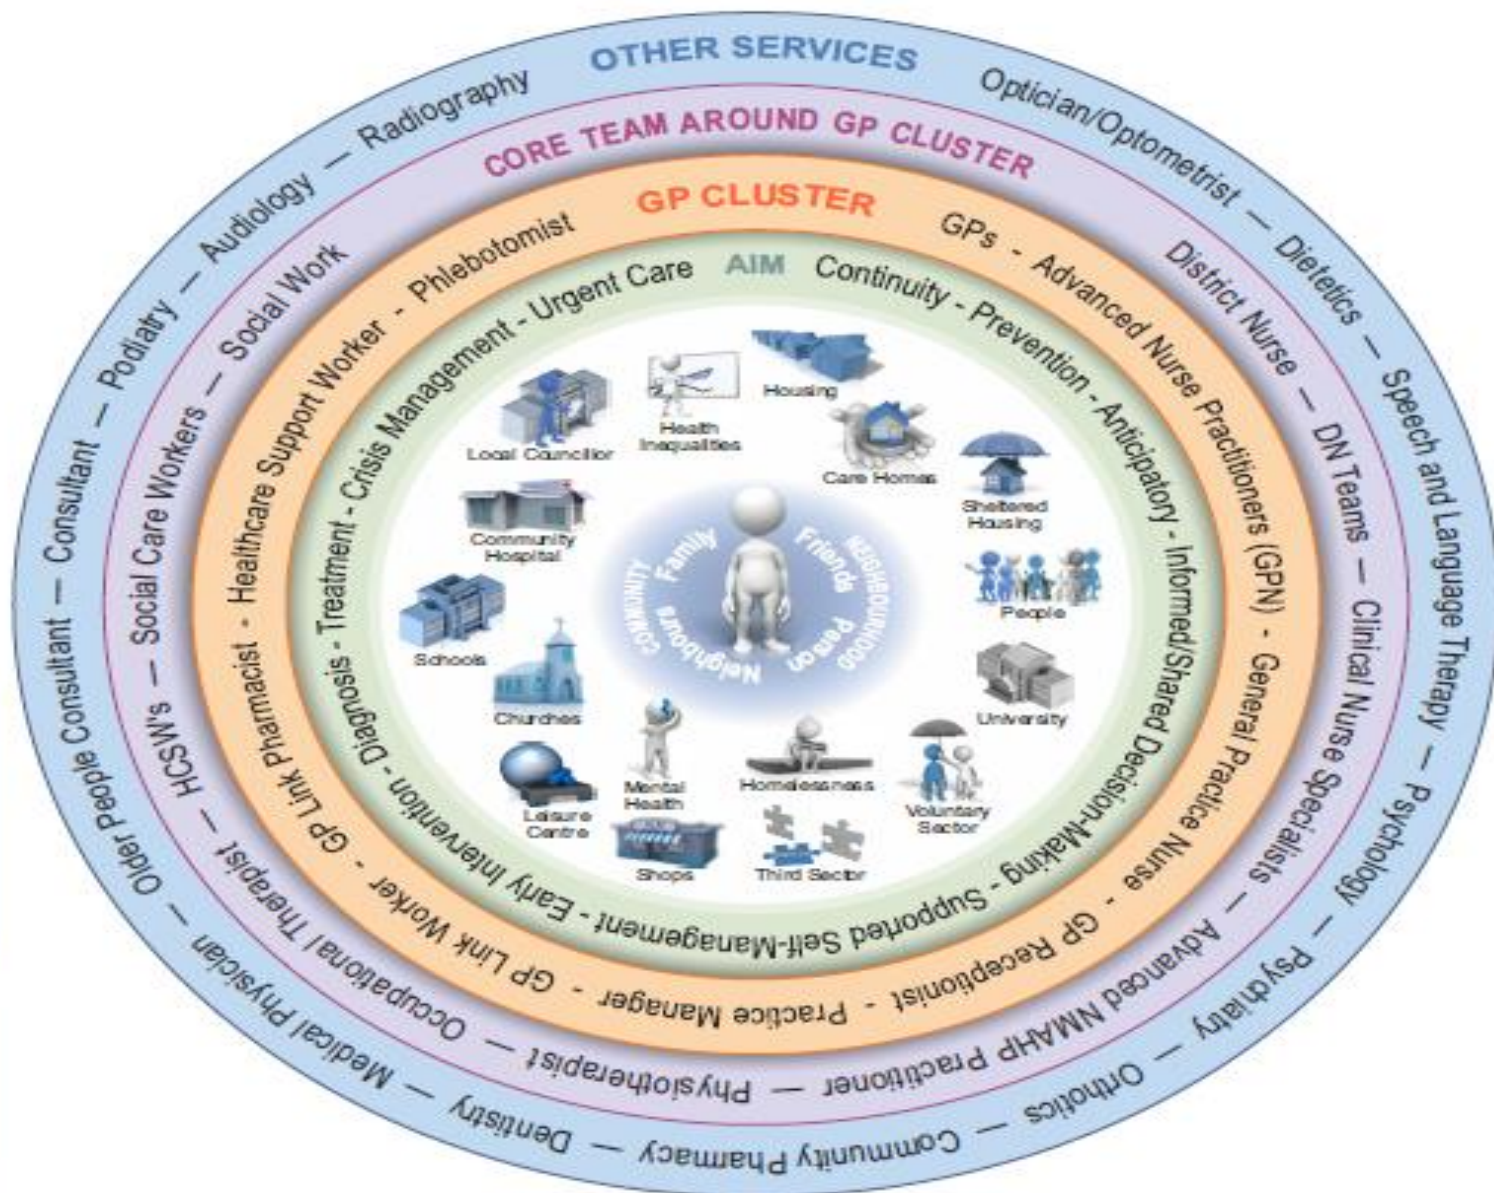 OTHER SERVICES
Optician/Optometrist — Dietetics — Speech and Language Therapy — Psychology — Psychiatry — Orthotics — Community Pharmacy — Dentistry — Medical Physician — Older People Consultant — Consultant — Podiatry — Audiology — Radiography
CORE TEAM AROUND GP CLUSTER
District Nurse — DN Teams — Clinical Nurse Specialists — Advanced NMAHP Practitioner — Physiotherapist — Occupational Therapist — HCSW's — Social Care Workers — Social Work
GP CLUSTER
GPs - Advanced Nurse Practitioners (GPN) - General Practice Nurse - GP Receptionist - Practice Manager - GP Link Worker - GP Link Pharmacist - Healthcare Support Worker - Phlebotomist
AIM
Continuity - Prevention - Anticipatory - Informed/Shared Decision-Making - Supported Self-Management - Early Intervention - Diagnosis - Treatment - Crisis Management - Urgent Care
Housing
Health
Inequalities
Local Councillor
Care Homes
Sheltered
Housing
Community
Hospital
People
Schools
Churches
University
Mental
Health
Homelessness
Leisure
Centre
Voluntary
Sector
Shops
Third Sector
COMMUNITY
NEIGHBOURHOOD
Family
Friends
Person
Neighbours